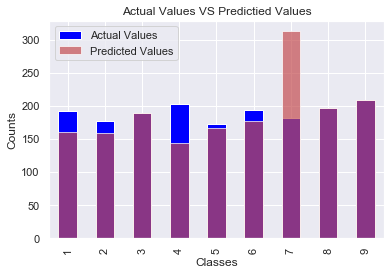 Actual Values VS Predictied Values
Actual Values
Predicted Values
Counts
300
250
200
150
100
50
0
1 2 3 4 5 6 7 8 9
Classes